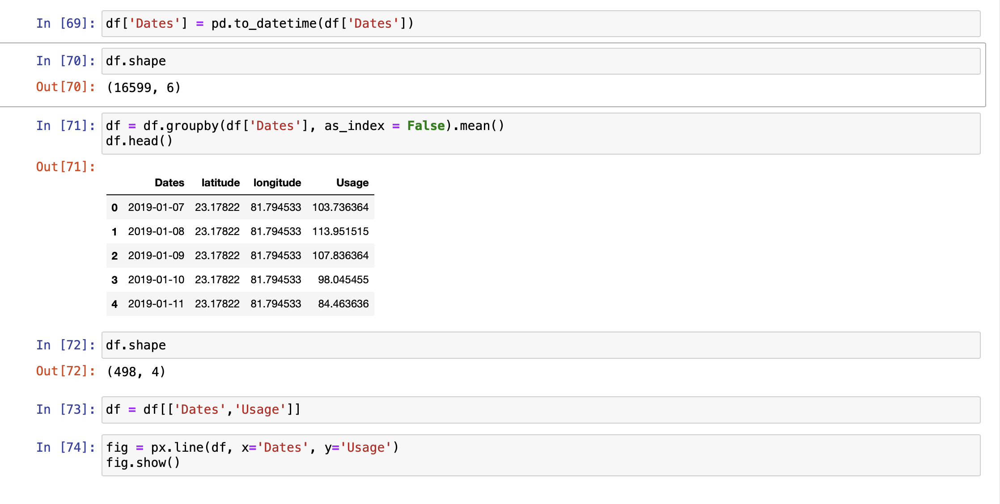 In [69]: df['Dates'] = pd.to_datetime(df['Dates'])
In [70]: df.shape
Out[70]: (16599, 6)
In [71]: df = df.groupby(df['Dates'], as_index = False).mean()
df.head()
Out[71]:
Dates latitude longitude Usage
0 2019-01-07 23.17822 81.794533 103.736364
1 2019-01-08 23.17822 81.794533 113.951515
2 2019-01-09 23.17822 81.794533 107.836364
3 2019-01-10 23.17822 81.794533 98.045455
4 2019-01-11 23.17822 81.794533 84.463636
In [72]: df.shape
Out[72]: (498, 4)
In [73]: df = df[['Dates','Usage']]
In [74]: fig = px.line(df, x='Dates', y='Usage')
fig.show()